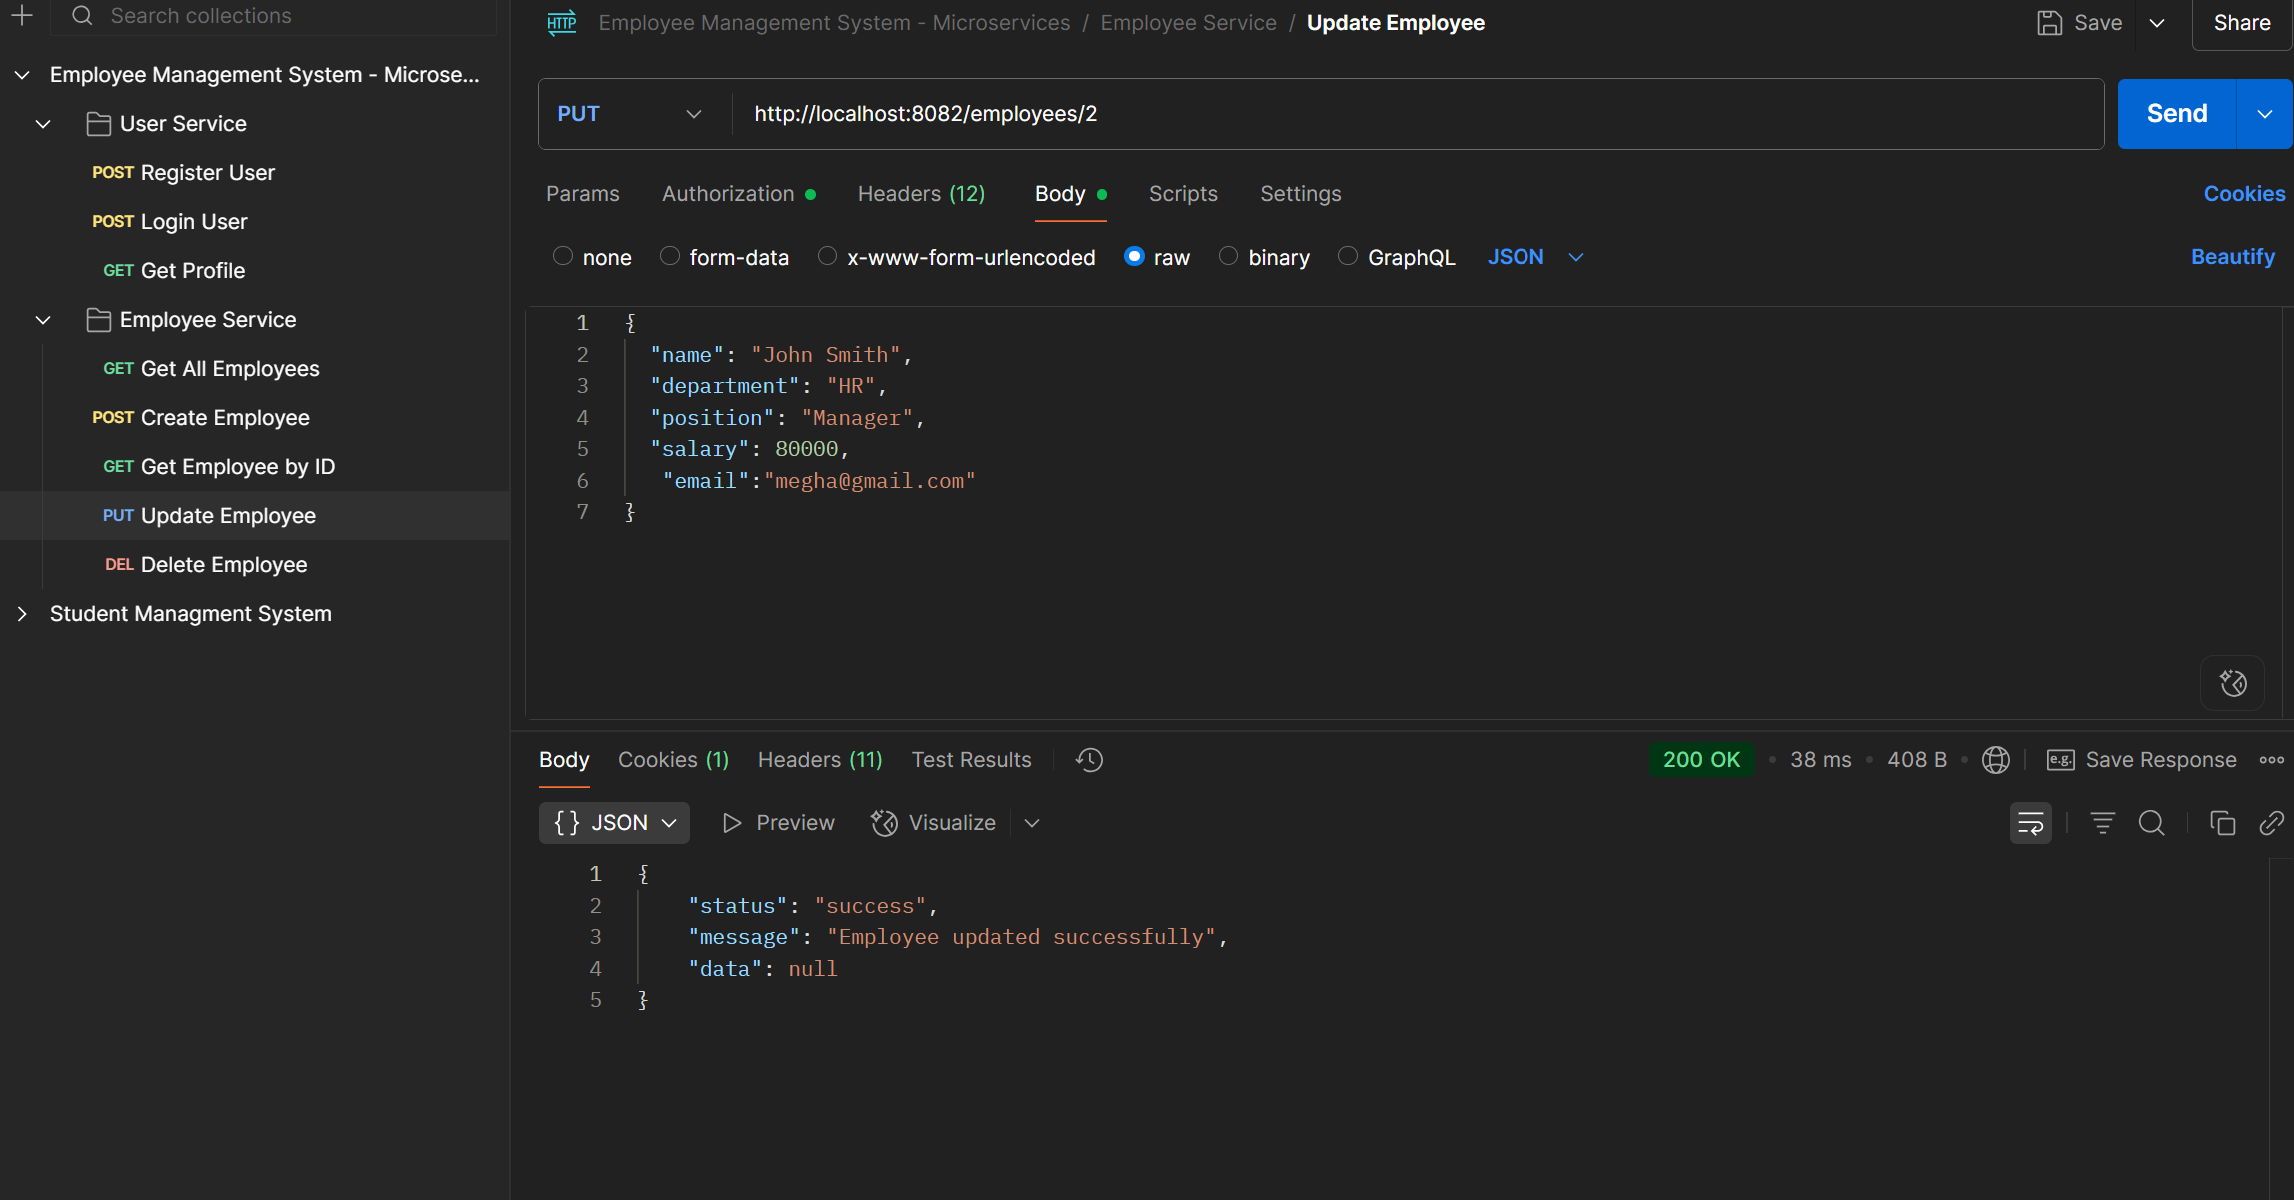 Search collections
Employee Management System - Microse...
User Service
POST Register User
POST Login User
GET Get Profile
Employee Service
GET Get All Employees
POST Create Employee
GET Get Employee by ID
PUT Update Employee
DEL Delete Employee
Student Managment System
HTTP Employee Management System - Microservices / Employee Service / Update Employee
Save
Share
PUT http://localhost:8082/employees/2
Send
Params Authorization Headers (12) Body Scripts Settings Cookies
none form-data x-www-form-urlencoded raw binary GraphQL JSON Beautify
1 {
2 "name": "John Smith",
3 "department": "HR",
4 "position": "Manager",
5 "salary": 80000,
6 "email":"megha@gmail.com"
7 }
Body Cookies (1) Headers (11) Test Results 200 OK • 38 ms • 408 B • e.g. Save Response
{} JSON Preview Visualize
1 {
2 "status": "success",
3 "message": "Employee updated successfully",
4 "data": null
5 }